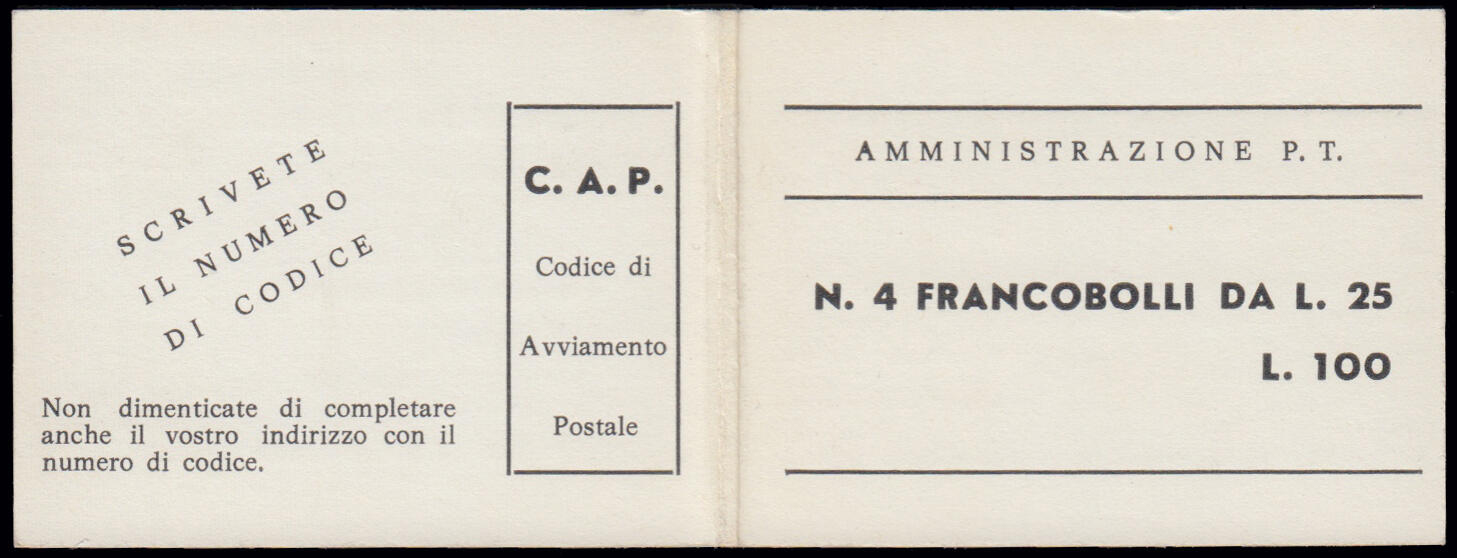 SCRIVETE
IL NUMERO
DI CODICE
Non dimenticate di completare
anche il vostro indirizzo con il
numero di codice.
C. A. P.
Codice di
Avviamento
Postale
AMMINISTRAZIONE P. T.
N. 4 FRANCOBOLLI DA L. 25
L. 100